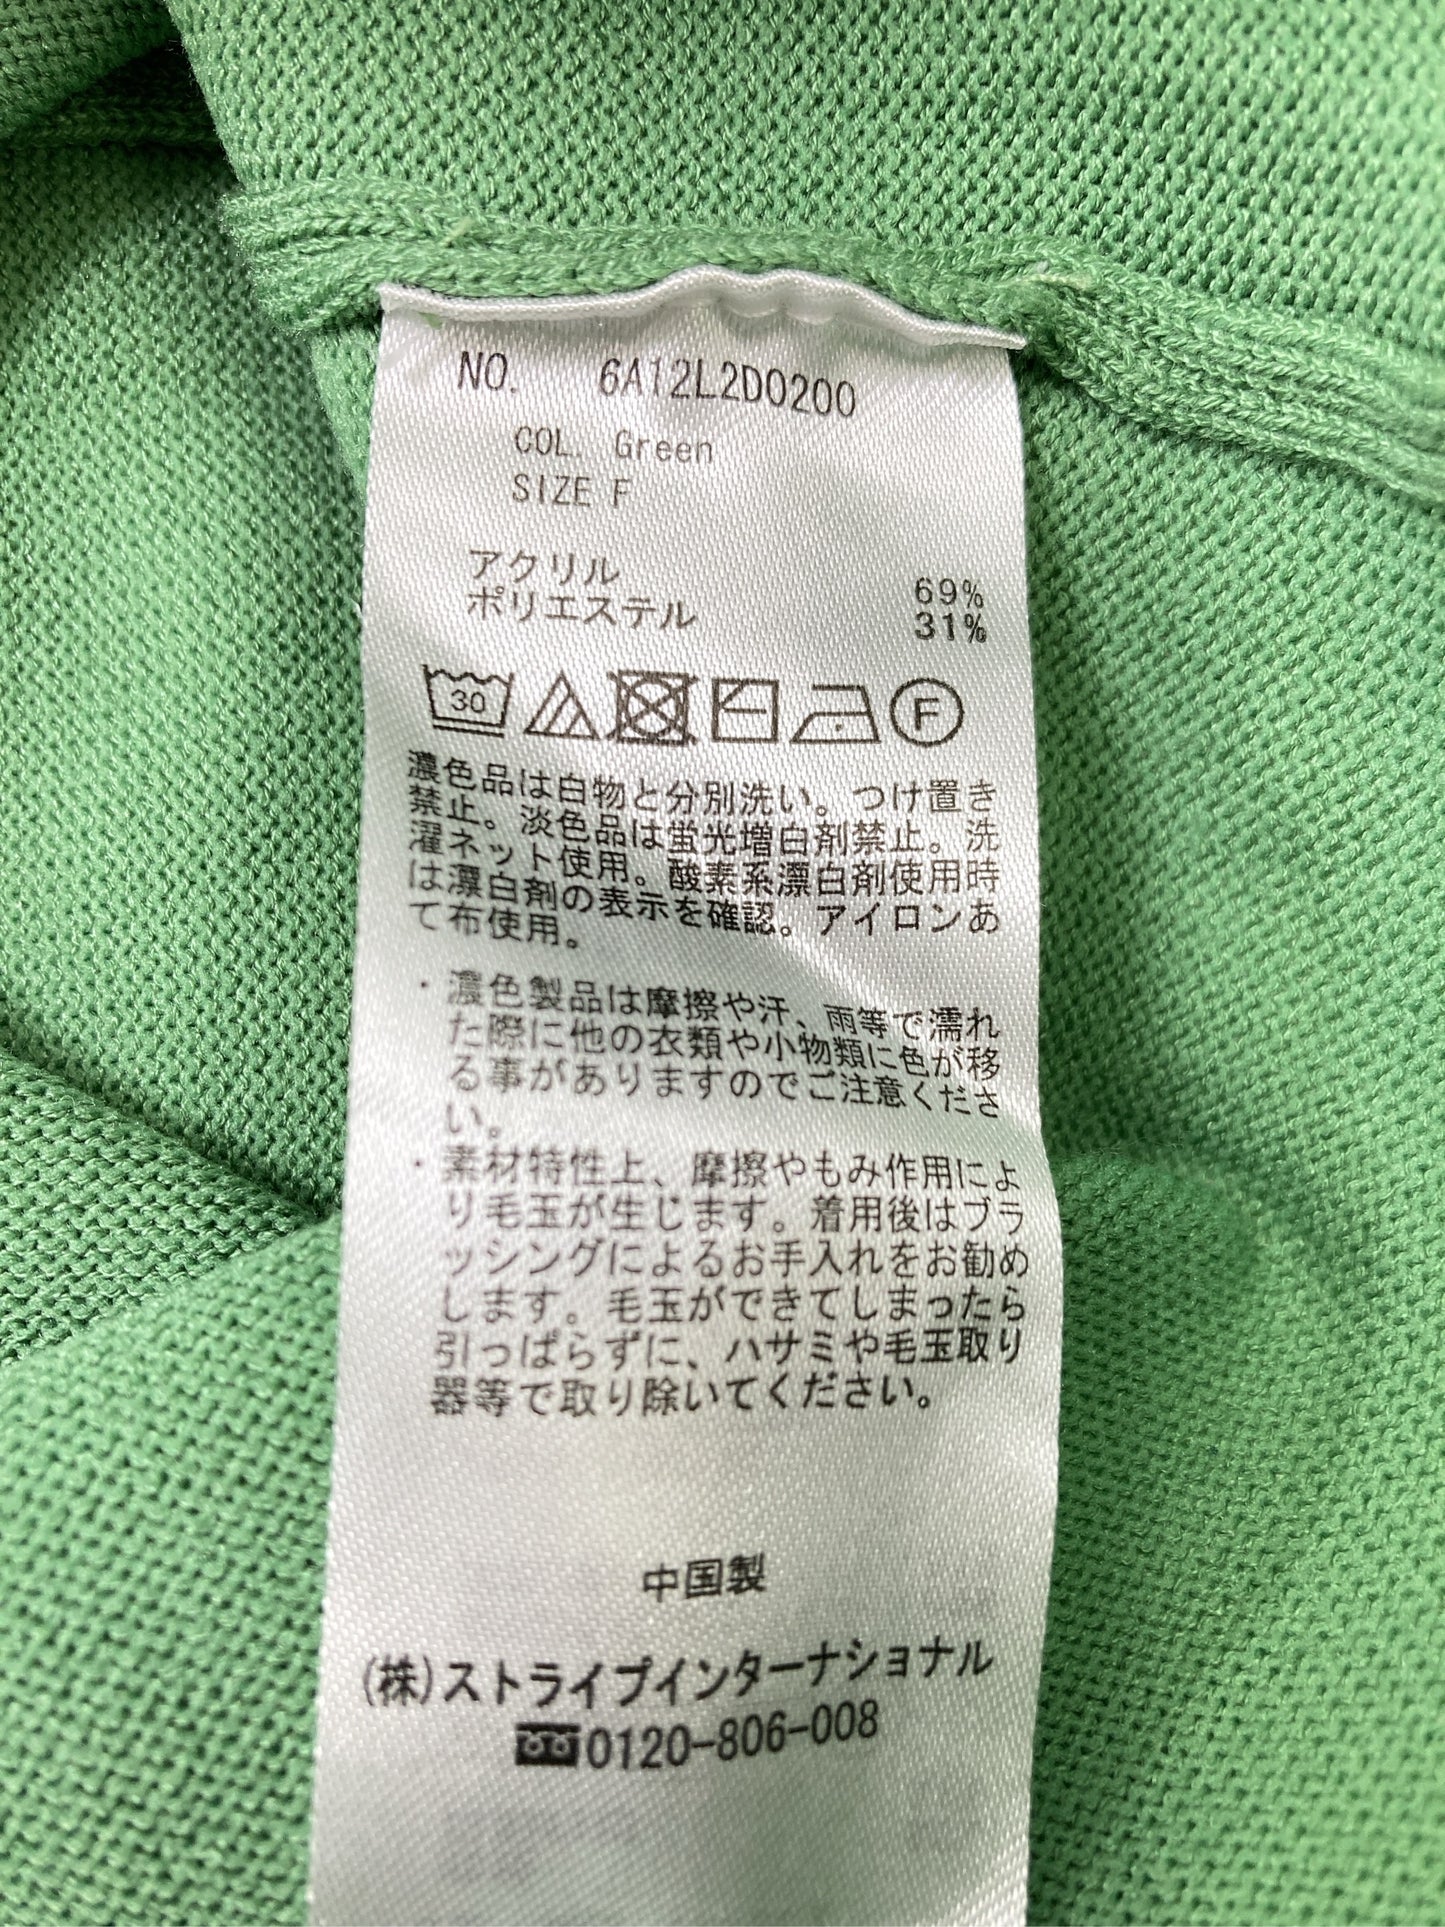 NO. 6A12L2D0200
COL. Green
SIZE F
アクリル 69%
ポリエステル 31%
30 F
濃色品は白物と分別洗い。つけ置き
禁止。淡色品は蛍光増白剤禁止。洗
濯ネット使用。酸素系漂白剤使用時
は漂白剤の表示を確認。アイロンあ
て布使用。
・濃色製品は摩擦や汗、雨等で濡れ
た際に他の衣類や小物類に色が移
る事がありますのでご注意くださ
い。
・素材特性上、摩擦やもみ作用によ
り毛玉が生じます。着用後はブラ
ッシングによるお手入れをお勧め
します。毛玉ができてしまったら
引っぱらずに、ハサミや毛玉取り
器等で取り除いてください。
中国製
(株)ストライプインターナショナル
0120-806-008